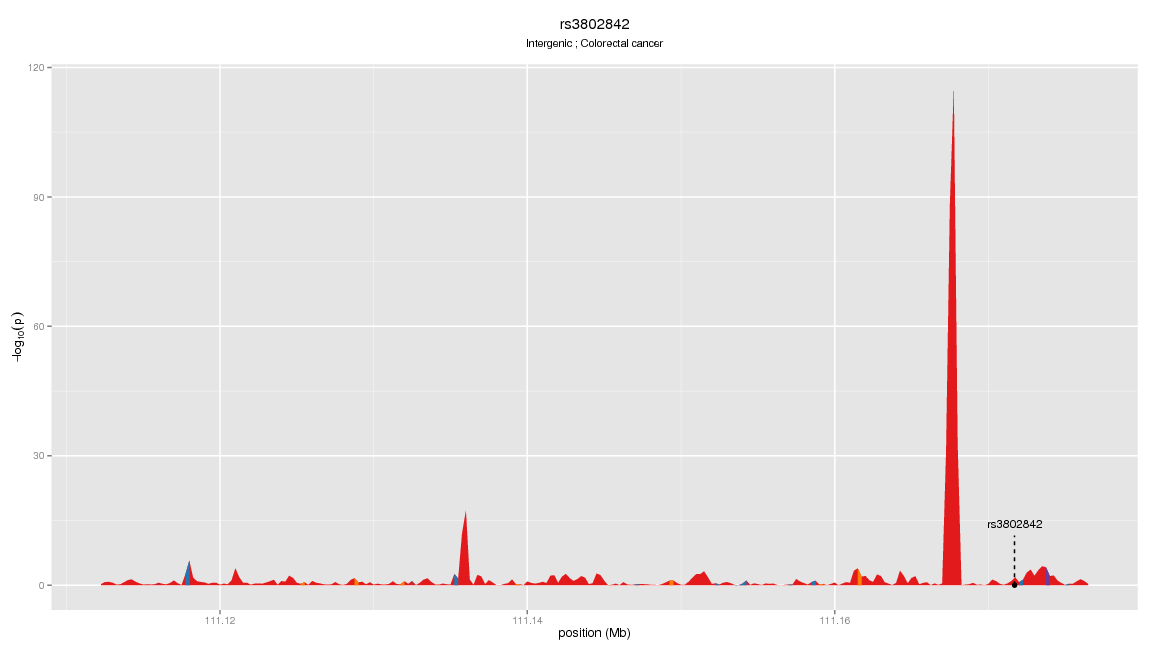 rs3802842
Intergenic ; Colorectal cancer
120
90
60
30
0
−log10(p)
rs3802842
111.12
111.14
111.16
position (Mb)